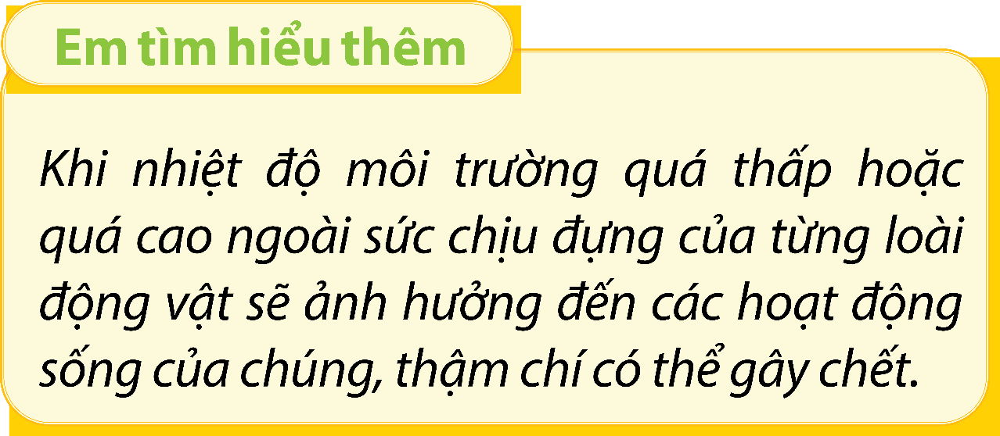 Em tìm hiểu thêm
Khi nhiệt độ môi trường quá thấp hoặc
quá cao ngoài sức chịu đựng của từng loài
động vật sẽ ảnh hưởng đến các hoạt động
sống của chúng, thậm chí có thể gây chết.